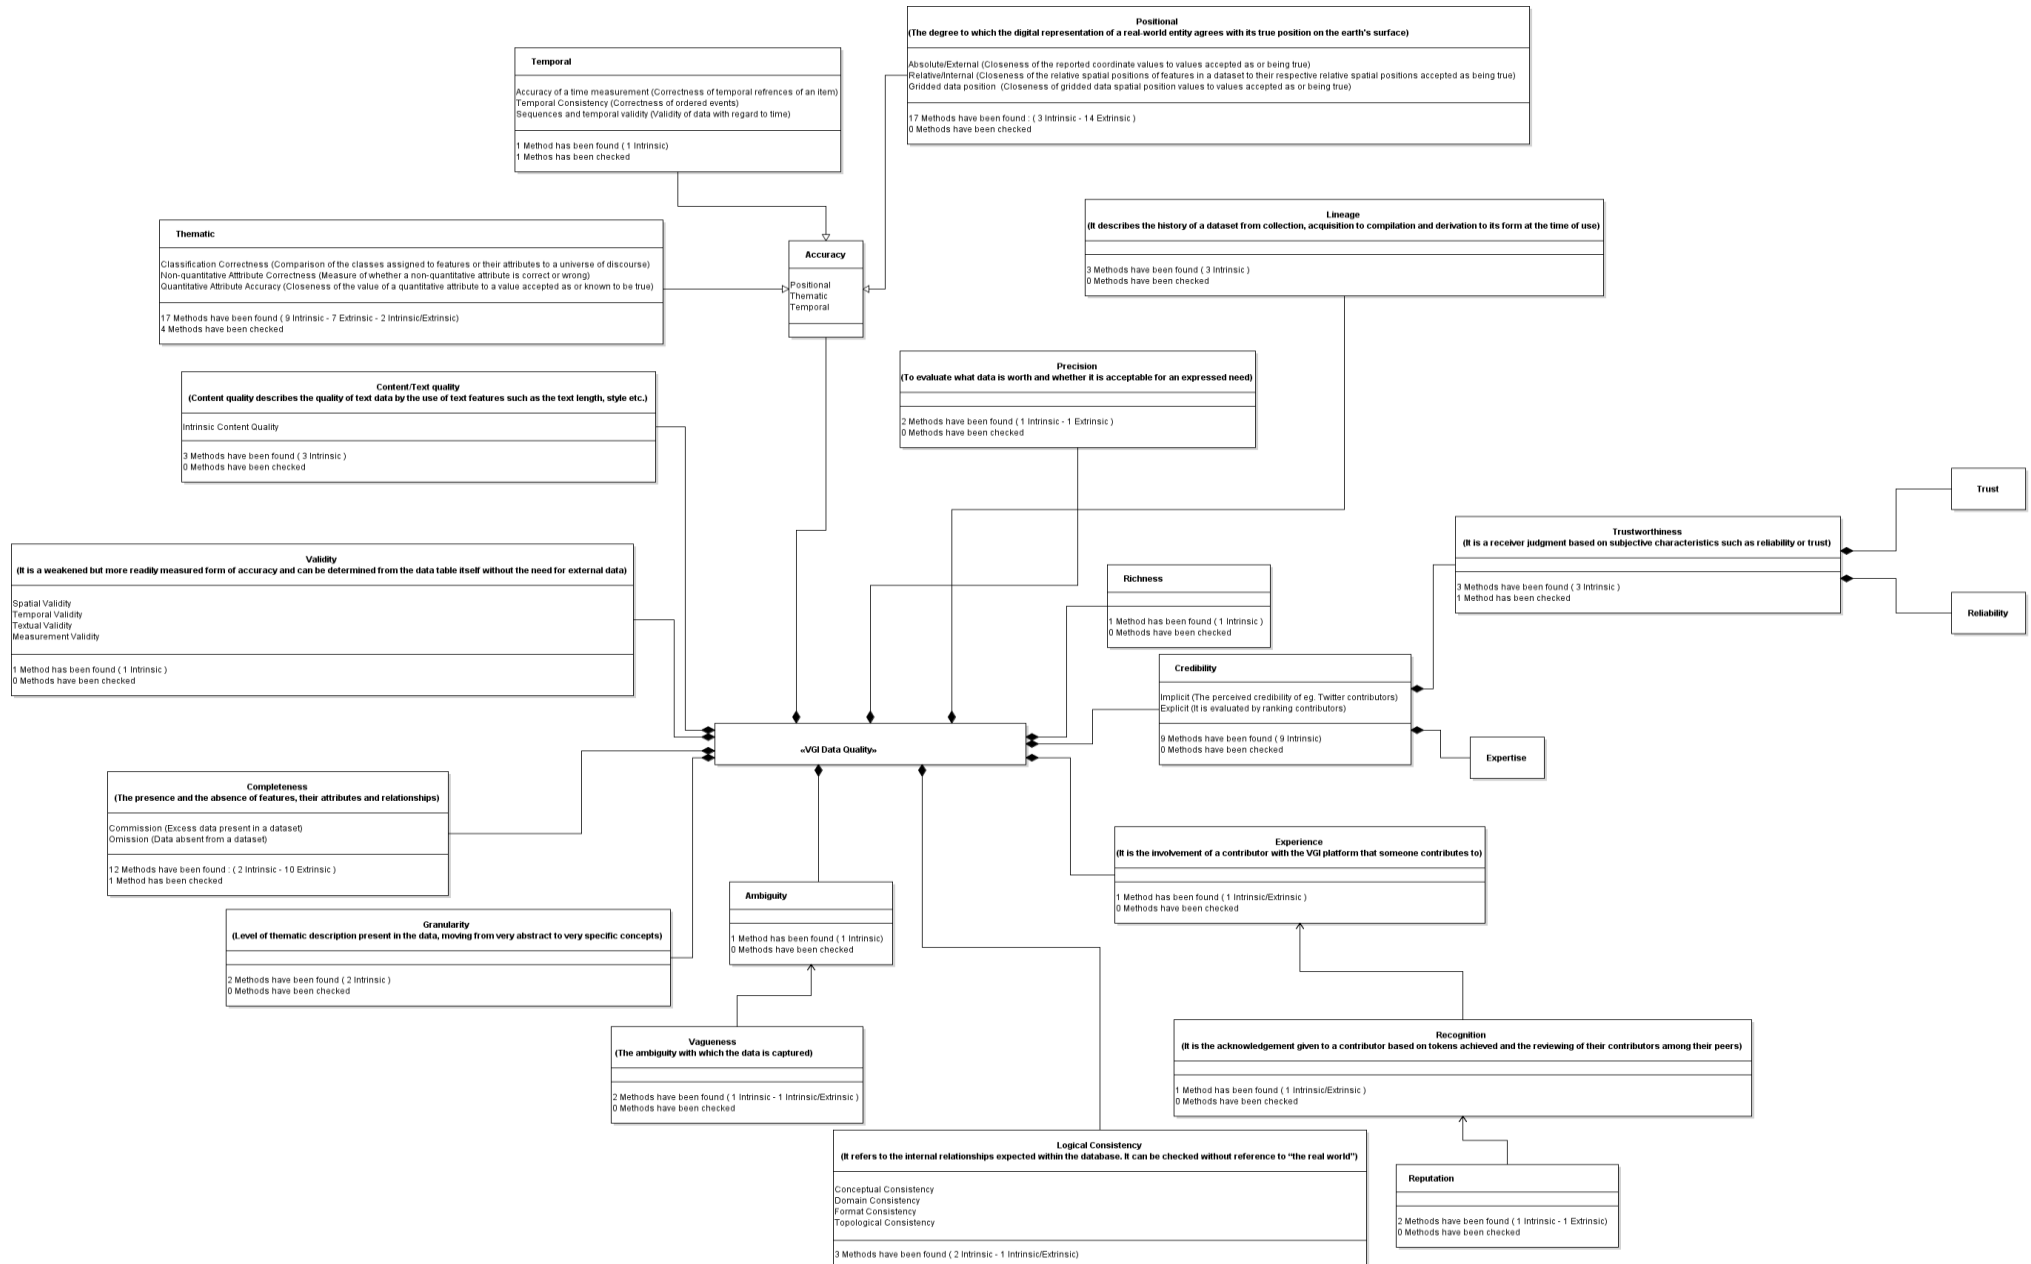 Positional
(The degree to which the digital representation of a real-world entity agrees with its true position on the earth's surface)
Absolute/External (Closeness of the reported coordinate values to values accepted as or being true)
Relative/Internal (Closeness of the relative spatial positions of features in a dataset to their respective relative spatial positions accepted as being true)
Gridded data position (Closeness of gridded data spatial position values to values accepted as or being true)
17 Methods have been found : ( 3 Intrinsic - 14 Extrinsic )
0 Methods have been checked
Temporal
Accuracy of a time measurement (Correctness of temporal refrences of an item)
Temporal Consistency (Correctness of ordered events)
Sequences and temporal validity (Validity of data with regard to time)
1 Method has been found ( 1 Intrinsic)
1 Methos has been checked
Lineage
(It describes the history of a dataset from collection, acquisition to compilation and derivation to its form at the time of use)
3 Methods have been found ( 3 Intrinsic )
0 Methods have been checked
Thematic
Classification Correctness (Comparison of the classes assigned to features or their attributes to a universe of discourse)
Non-quantitative Atttribute Correctness (Measure of whether a non-quantitative attribute is correct or wrong)
Quantitative Attribute Accuracy (Closeness of the value of a quantitative attribute to a value accepted as or known to be true)
17 Methods have been found ( 9 Intrinsic - 7 Extrinsic - 2 Intrinsic/Extrinsic)
4 Methods have been checked
Accuracy
Positional
Thematic
Temporal
Precision
(To evaluate what data is worth and whether it is acceptable for an expressed need)
2 Methods have been found ( 1 Intrinsic - 1 Extrinsic )
0 Methods have been checked
Content/Text quality
(Content quality describes the quality of text data by the use of text features such as the text length, style etc.)
Intrinsic Content Quality
3 Methods have been found ( 3 Intrinsic )
0 Methods have been checked
Trust
Trustworthiness
(It is a receiver judgment based on subjective characteristics such as reliability or trust)
3 Methods have been found ( 3 Intrinsic )
1 Method has been checked
Reliability
Validity
(It is a weakened but more readily measured form of accuracy and can be determined from the data table itself without the need for external data)
Spatial Validity
Temporal Validity
Textual Validity
Measurement Validity
1 Method has been found ( 1 Intrinsic )
0 Methods have been checked
Richness
1 Method has been found ( 1 Intrinsic )
0 Methods have been checked
Credibility
Implicit (The perceived credibility of eg. Twitter contributors)
Explicit (It is evaluated by ranking contributors)
9 Methods have been found ( 9 Intrinsic)
0 Methods have been checked
Expertise
«VGI Data Quality»
Completeness
(The presence and the absence of features, their attributes and relationships)
Commission (Excess data present in a dataset)
Omission (Data absent from a dataset)
12 Methods have been found : ( 2 Intrinsic - 10 Extrinsic )
1 Method has been checked
Experience
(It is the involvement of a contributor with the VGI platform that someone contributes to)
1 Method has been found ( 1 Intrinsic/Extrinsic )
0 Methods have been checked
Ambiguity
1 Method has been found ( 1 Intrinsic)
0 Methods have been checked
Granularity
(Level of thematic description present in the data, moving from very abstract to very specific concepts)
2 Methods have been found ( 2 Intrinsic )
0 Methods have been checked
Vagueness
(The ambiguity with which the data is captured)
2 Methods have been found ( 1 Intrinsic - 1 Intrinsic/Extrinsic )
0 Methods have been checked
Recognition
(It is the acknowledgement given to a contributor based on tokens achieved and the reviewing of their contributors among their peers)
1 Method has been found ( 1 Intrinsic/Extrinsic )
0 Methods have been checked
Logical Consistency
(It refers to the internal relationships expected within the database. It can be checked without reference to "the real world")
Conceptual Consistency
Domain Consistency
Format Consistency
Topological Consistency
3 Methods have been found ( 2 Intrinsic - 1 Intrinsic/Extrinsic)
Reputation
2 Methods have been found ( 1 Intrinsic - 1 Extrinsic)
0 Methods have been checked